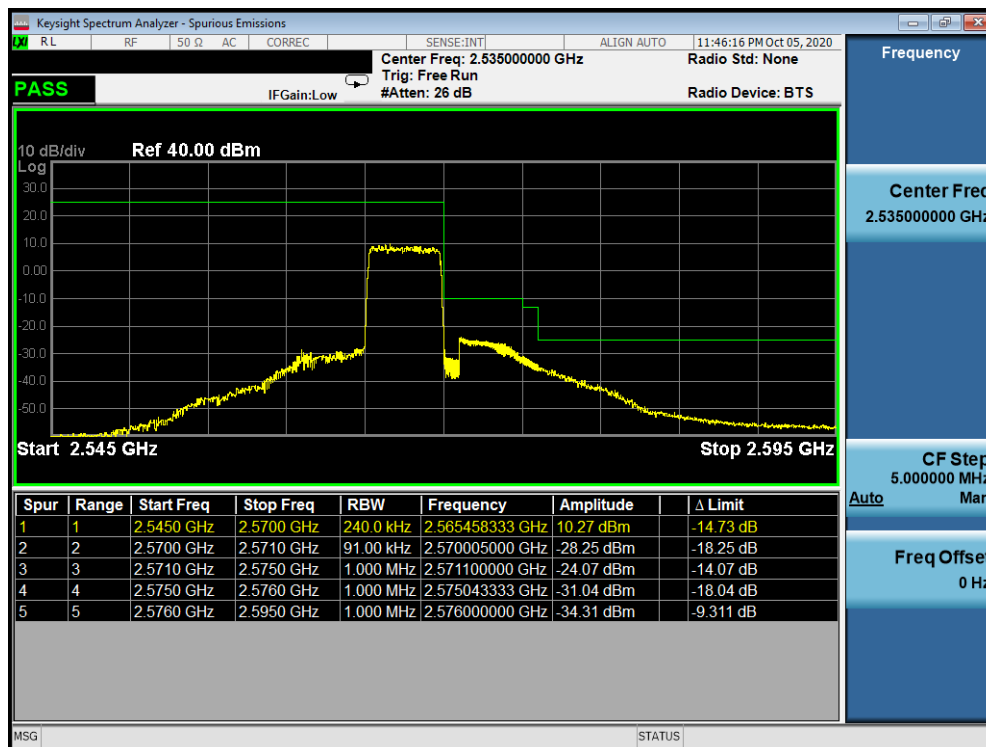 Keysight Spectrum Analyzer - Spurious Emissions
LXI RL RF 50 Ω AC CORREC SENSE:INT ALIGN AUTO 11:46:16 PM Oct 05, 2020
Center Freq: 2.535000000 GHz Radio Std: None
Trig: Free Run
PASS IFGain:Low #Atten: 26 dB Radio Device: BTS
10 dB/div Ref 40.00 dBm
Log
30.0
20.0
10.0
0.00
-10.0
-20.0
-30.0
-40.0
-50.0
Start 2.545 GHz Stop 2.595 GHz
Spur Range Start Freq Stop Freq RBW Frequency Amplitude Δ Limit
1 1 2.5450 GHz 2.5700 GHz 240.0 kHz 2.565458333 GHz 10.27 dBm -14.73 dB
2 2 2.5700 GHz 2.5710 GHz 91.00 kHz 2.570005000 GHz -28.25 dBm -18.25 dB
3 3 2.5710 GHz 2.5750 GHz 1.000 MHz 2.571100000 GHz -24.07 dBm -14.07 dB
4 4 2.5750 GHz 2.5760 GHz 1.000 MHz 2.575043333 GHz -31.04 dBm -18.04 dB
5 5 2.5760 GHz 2.5950 GHz 1.000 MHz 2.576000000 GHz -34.31 dBm -9.311 dB
Frequency
Center Freq
2.535000000 GHz
CF Step
5.000000 MHz
Auto Man
Freq Offset
0 Hz
MSG STATUS